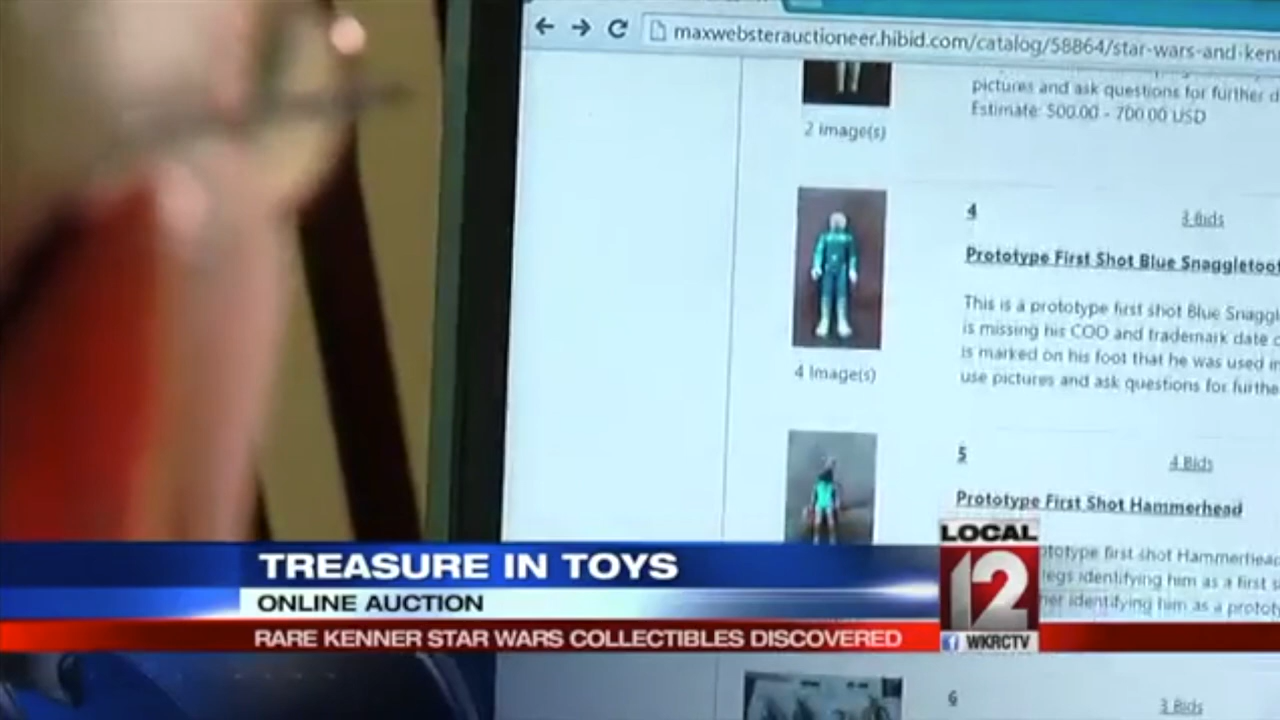 maxwebsterauctioneer.hibid.com/catalog/58864/star-wars-and-ken
pictures and ask questions for further d
Estimate: 500.00 - 700.00 USD
2 Image(s)
4
3 Bids
Prototype First Shot Blue Snaggletoot
This is a prototype first shot Blue Snaggl
is missing his COO and trademark date
is marked on his foot that he was used in
use pictures and ask questions for furthe
4 Image(s)
5
4 Bids
Prototype First Shot Hammerhead
ototype first shot Hammerhead
legs identifying him as a first s
her identifying him as a protot
6
3 Bids
LOCAL
12
WKRCTV
TREASURE IN TOYS
ONLINE AUCTION
RARE KENNER STAR WARS COLLECTIBLES DISCOVERED